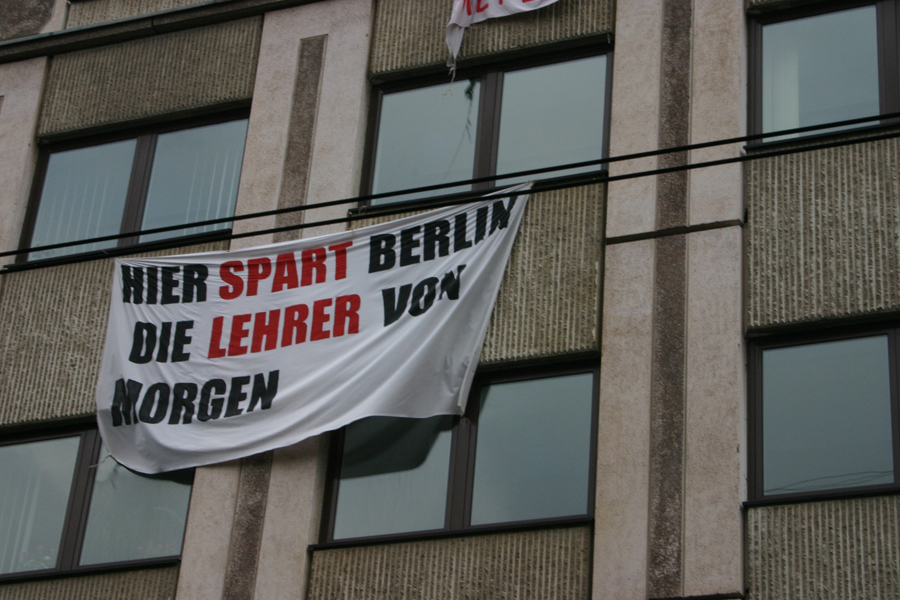 HIER SPART BERLIN
DIE LEHRER VON
MORGEN